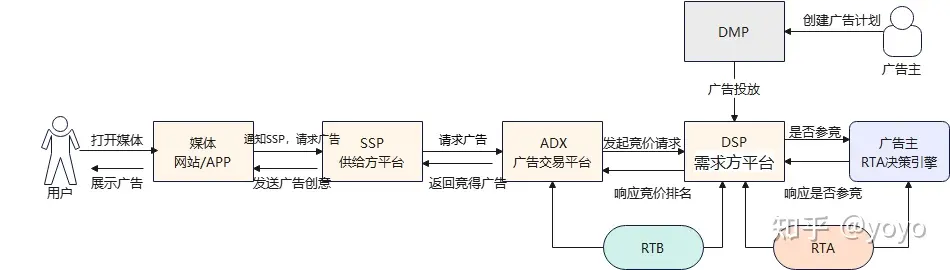 创建广告计划
DMP
广告主
广告投放
打开媒体
媒体
网站/APP
通知SSP，请求广告
SSP
供给方平台
请求广告
ADX
广告交易平台
发起竞价请求
DSP
需求方平台
是否参竞
广告主
RTA决策引擎
用户
展示广告
发送广告创意
返回竞得广告
响应竞价排名
响应是否参竞
RTB
RTA
知乎 @yoyo